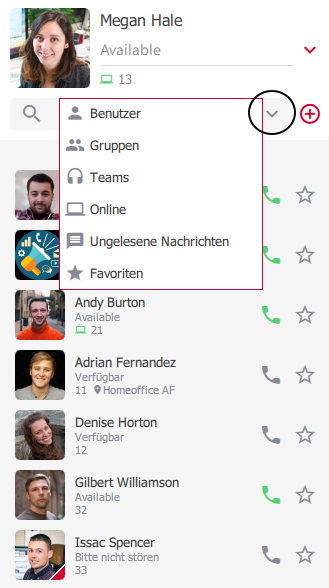 Megan Hale
Available
13
Benutzer
Gruppen
Teams
Online
Ungelesene Nachrichten
Favoriten
Andy Burton
Available
21
Adrian Fernandez
Verfügbar
11 Homeoffice AF
Denise Horton
Verfügbar
12
Gilbert Williamson
Available
32
Issac Spencer
Bitte nicht stören
33